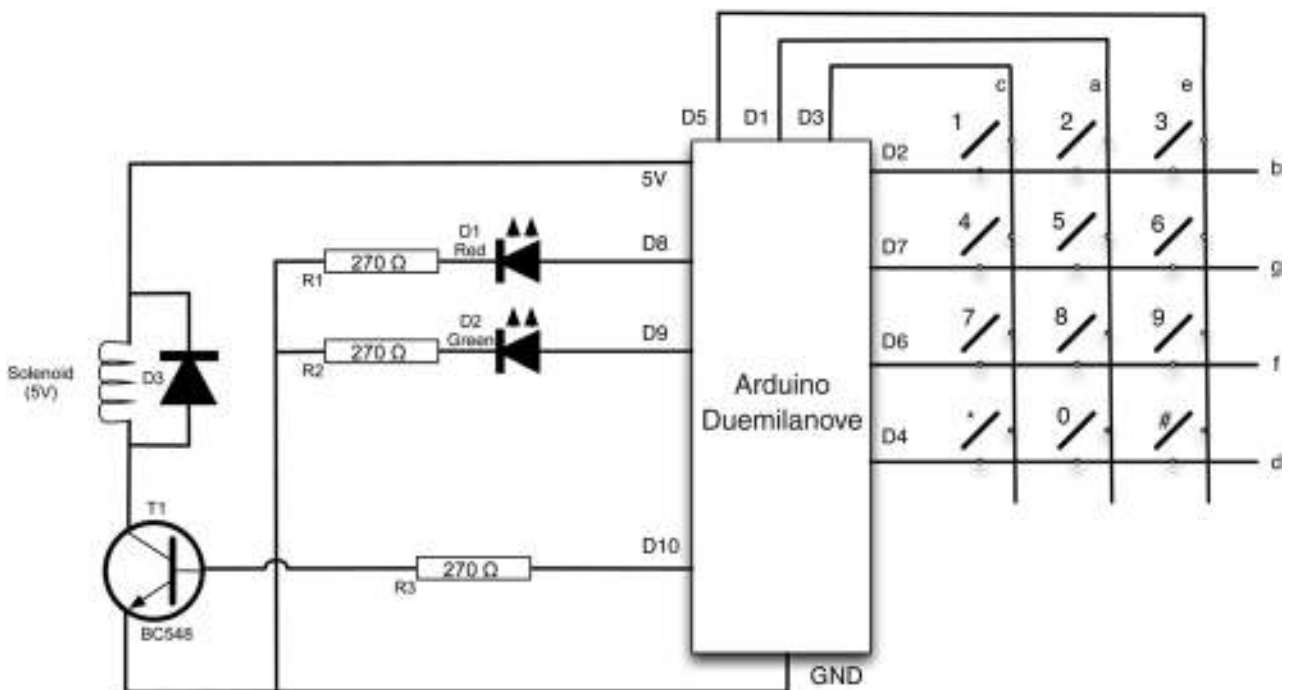 D5 D1 D3
c a e
1 2 3
D2
b
5V
4 5 6
D7
g
D8
D1
Red
270 Ω
R1
7 8 9
D6
f
D9
D2
Green
270 Ω
R2
Solenoid
(5V)
D3
Arduino
Duemilanove
* 0 #
D4
d
T1
BC548
D10
270 Ω
R3
GND